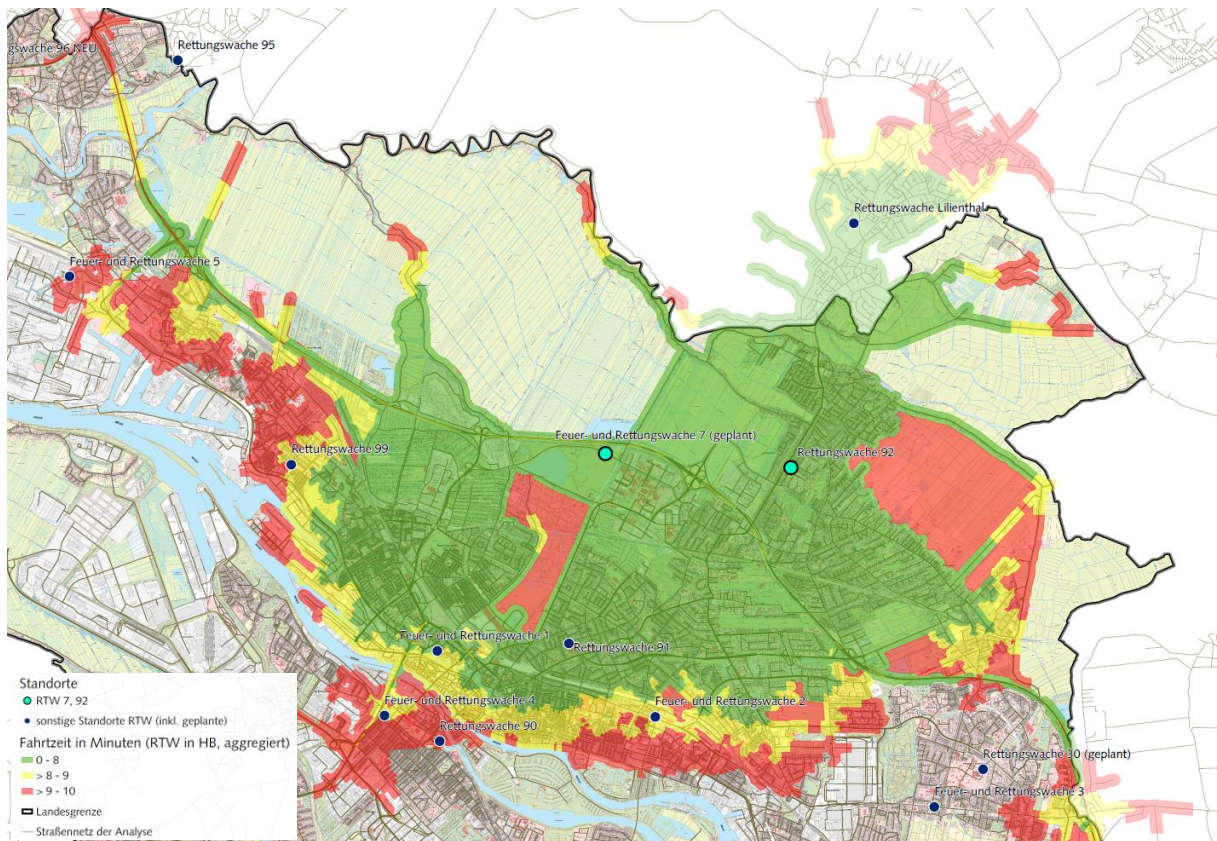 Rettungswache 95
gswache 96 NEU
Rettungswache Lilienthal
Feuer- und Rettungswache 5
Feuer- und Rettungswache 7 (geplant)
Rettungswache 92
Rettungswache 99
Feuer- und Rettungswache 1
Rettungswache 91
Feuer- und Rettungswache 4
Feuer- und Rettungswache 2
Rettungswache 90
Rettungswache 30 (geplant)
Feuer- und Rettungswache 3
Standorte
RTW 7, 92
sonstige Standorte RTW (inkl. geplante)
Fahrtzeit in Minuten (RTW in HB, aggregiert)
0 - 8
> 8 - 9
> 9 - 10
Landesgrenze
Straßennetz der Analyse